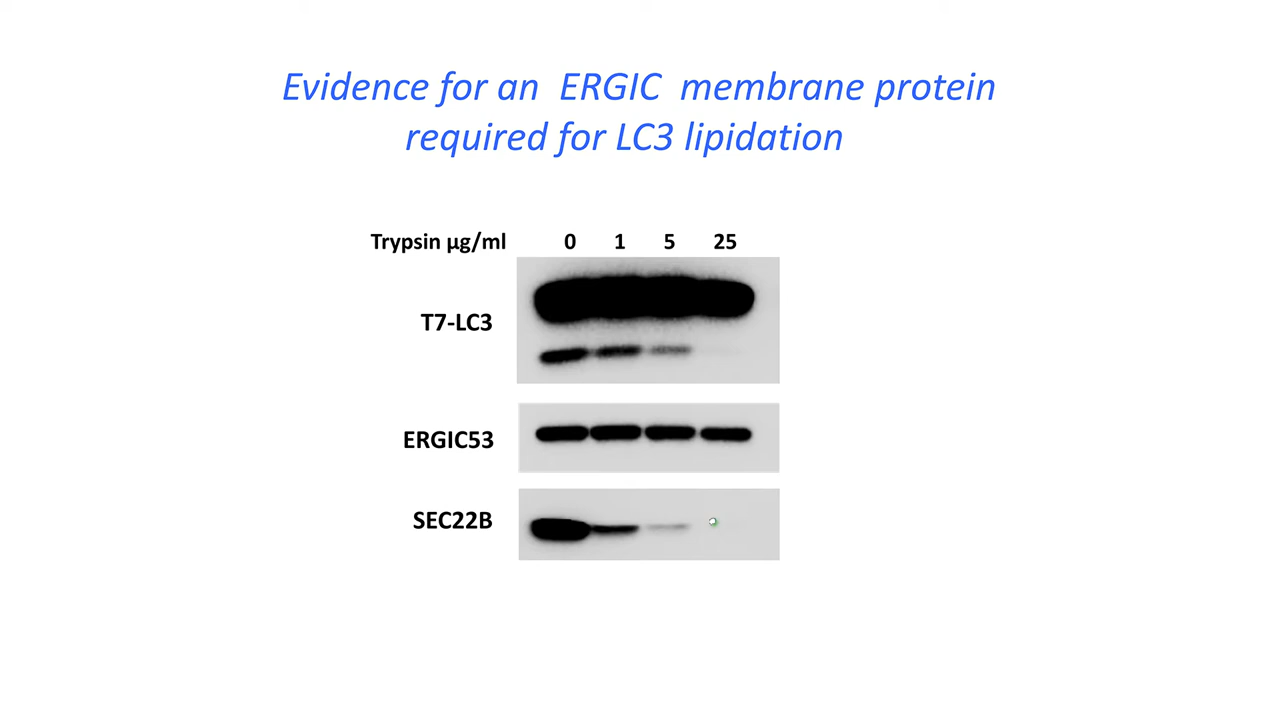 Evidence for an ERGIC membrane protein
required for LC3 lipidation
Trypsin µg/ml 0 1 5 25
T7-LC3
ERGIC53
SEC22B